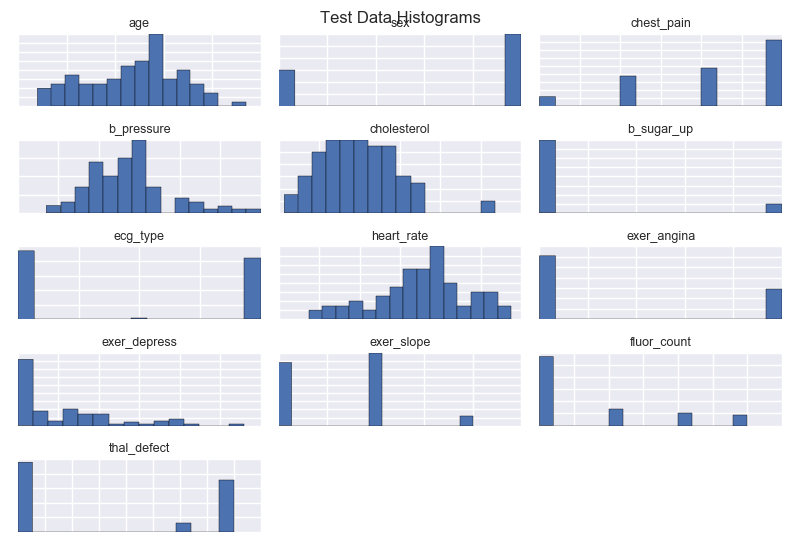 Test Data Histograms
age
sex
chest_pain
b_pressure
cholesterol
b_sugar_up
ecg_type
heart_rate
exer_angina
exer_depress
exer_slope
fluor_count
thal_defect